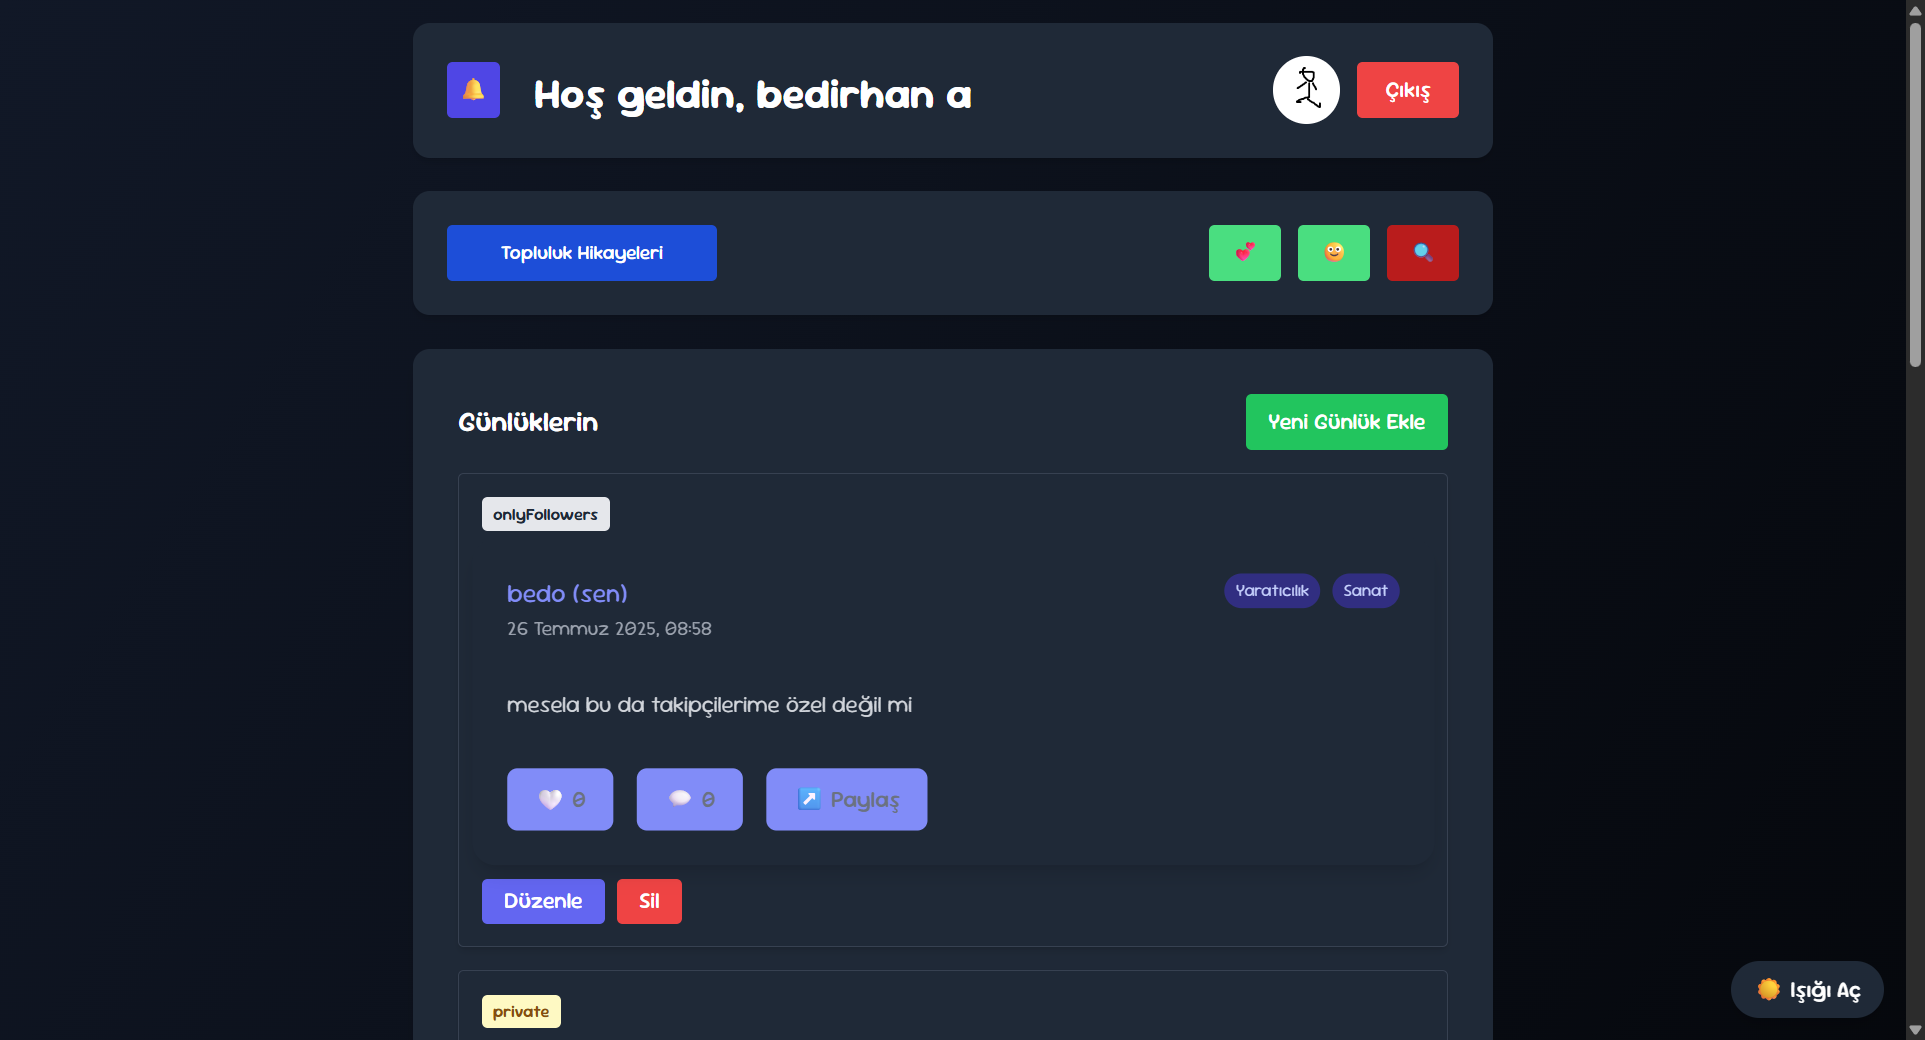 Hoş geldin, bedirhan a
Çıkış
Topluluk Hikayeleri
Günlüklerin
Yeni Günlük Ekle
onlyFollowers
bedo (sen)
Yaratıcılık
Sanat
26 Temmuz 2025, 08:58
mesela bu da takipçilerime özel değil mi
0
0
Paylaş
Düzenle
Sil
private
Işığı Aç